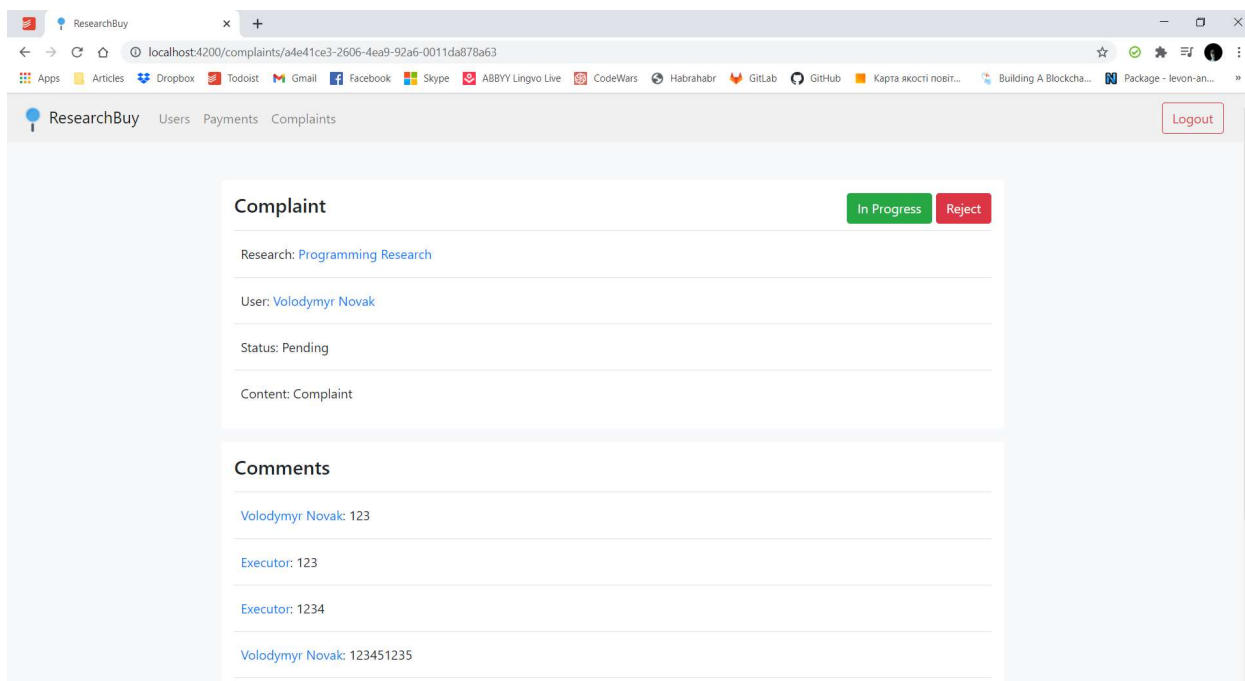 ResearchBuy
localhost:4200/complaints/a4e41ce3-2606-4ea9-92a6-0011da878a63
Apps Articles Dropbox Todoist Gmail Facebook Skype ABBYY Lingvo Live CodeWars Habrahabr GitLab GitHub Карта якості повіт... Building A Blockcha... Package - levon-an... »
ResearchBuy Users Payments Complaints Logout
Complaint In Progress Reject
Research: Programming Research
User: Volodymyr Novak
Status: Pending
Content: Complaint
Comments
Volodymyr Novak: 123
Executor: 123
Executor: 1234
Volodymyr Novak: 123451235